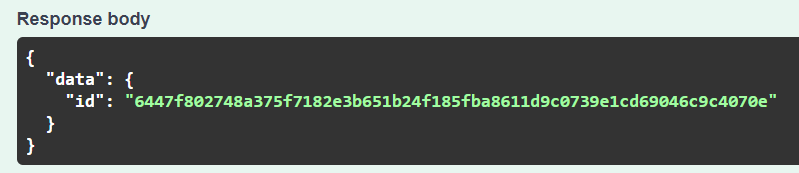 Response body
{
  "data": {
    "id": "6447f802748a375f7182e3b651b24f185fba8611d9c0739e1cd69046c9c4070e"
  }
}